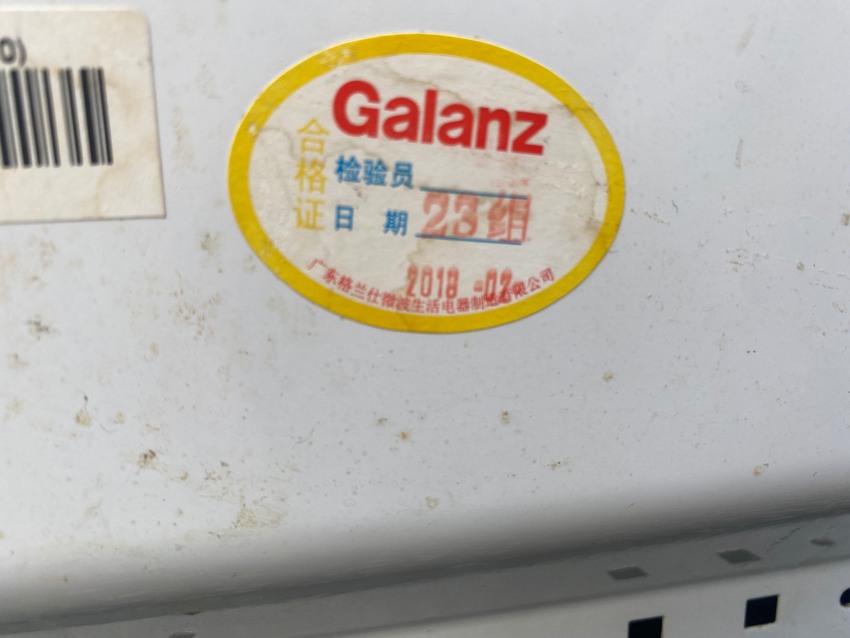 0)
Galanz
合格证
检验员
日 期 23组
2018 -02
广东格兰仕微波生活电器制造有限公司